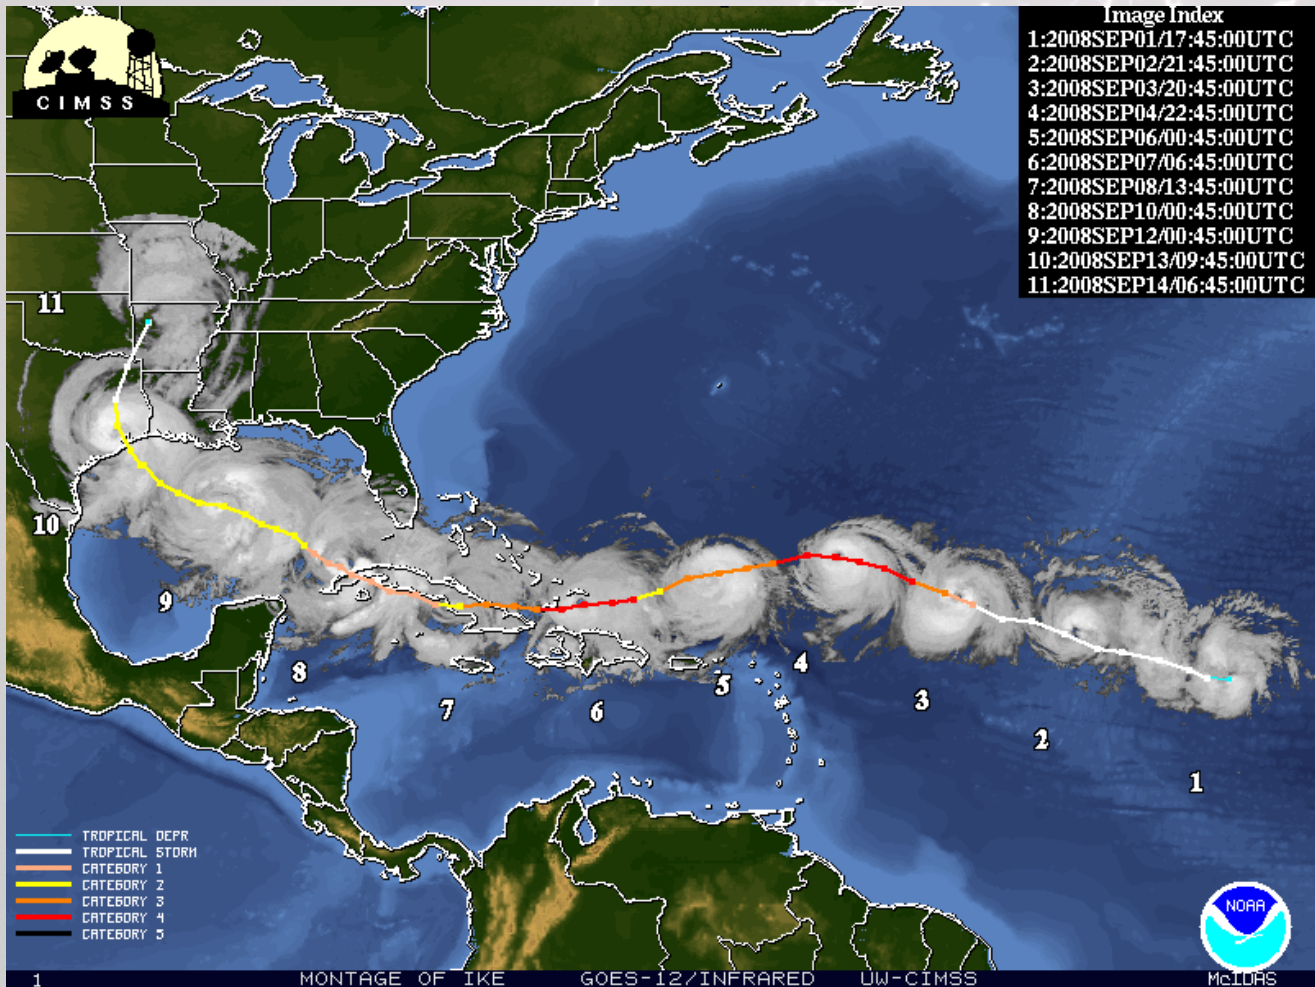 CIMSS
Image Index
1:2008SEP01/17:45:00UTC
2:2008SEP02/21:45:00UTC
3:2008SEP03/20:45:00UTC
4:2008SEP04/22:45:00UTC
5:2008SEP06/00:45:00UTC
6:2008SEP07/06:45:00UTC
7:2008SEP08/13:45:00UTC
8:2008SEP10/00:45:00UTC
9:2008SEP12/00:45:00UTC
10:2008SEP13/09:45:00UTC
11:2008SEP14/06:45:00UTC
11
10
9
8
7
6
5
4
3
2
1
TROPICAL DEPR
TROPICAL STORM
CATEGORY 1
CATEGORY 2
CATEGORY 3
CATEGORY 4
CATEGORY 5
NOAA
1 MONTAGE OF IKE GOES-12/INFRARED UW-CIMSS McIDAS